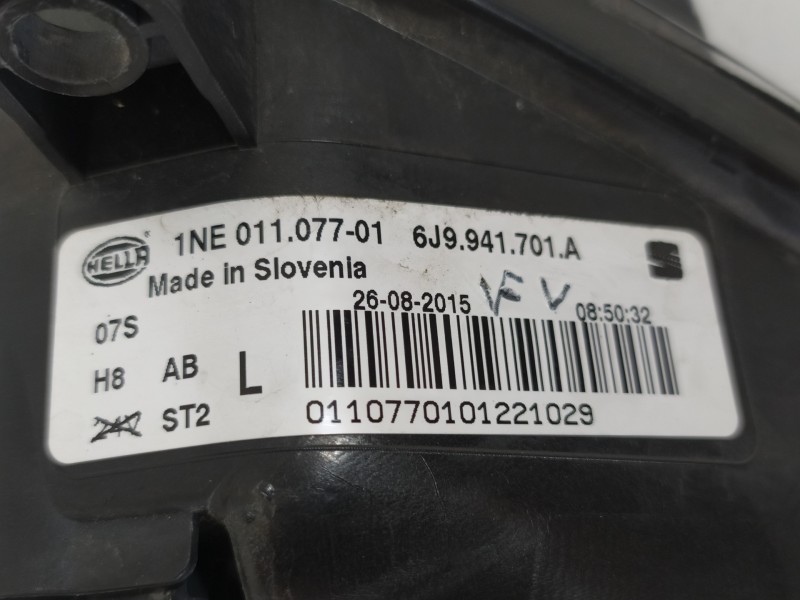 HELLA 1NE 011.077-01 6J9.941.701.A
Made in Slovenia
26-08-2015 08:50:32
07S
H8 AB L
ST2
0110770101221029